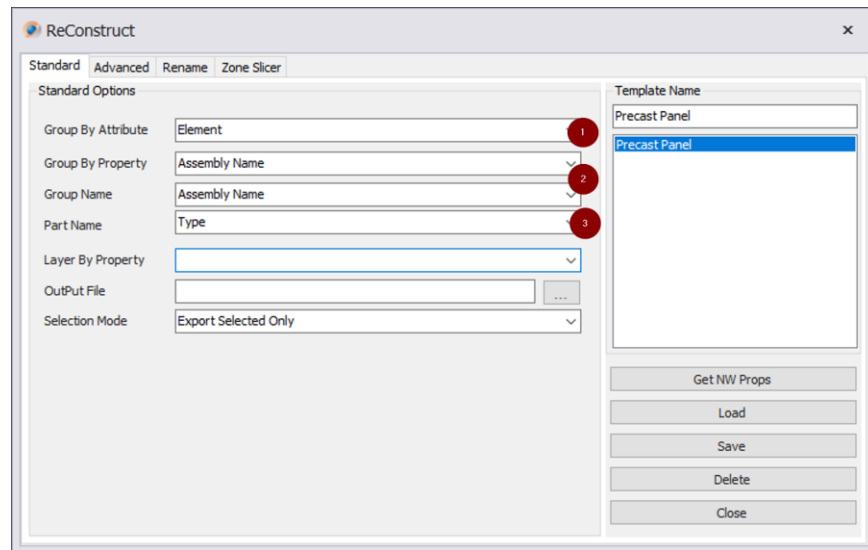 ReConstruct
Standard Advanced Rename Zone Slicer
Standard Options
Group By Attribute Element 1
Group By Property Assembly Name
2
Group Name Assembly Name
Part Name Type 3
Layer By Property
OutPut File ...
Selection Mode Export Selected Only
Template Name
Precast Panel
Precast Panel
Get NW Props
Load
Save
Delete
Close